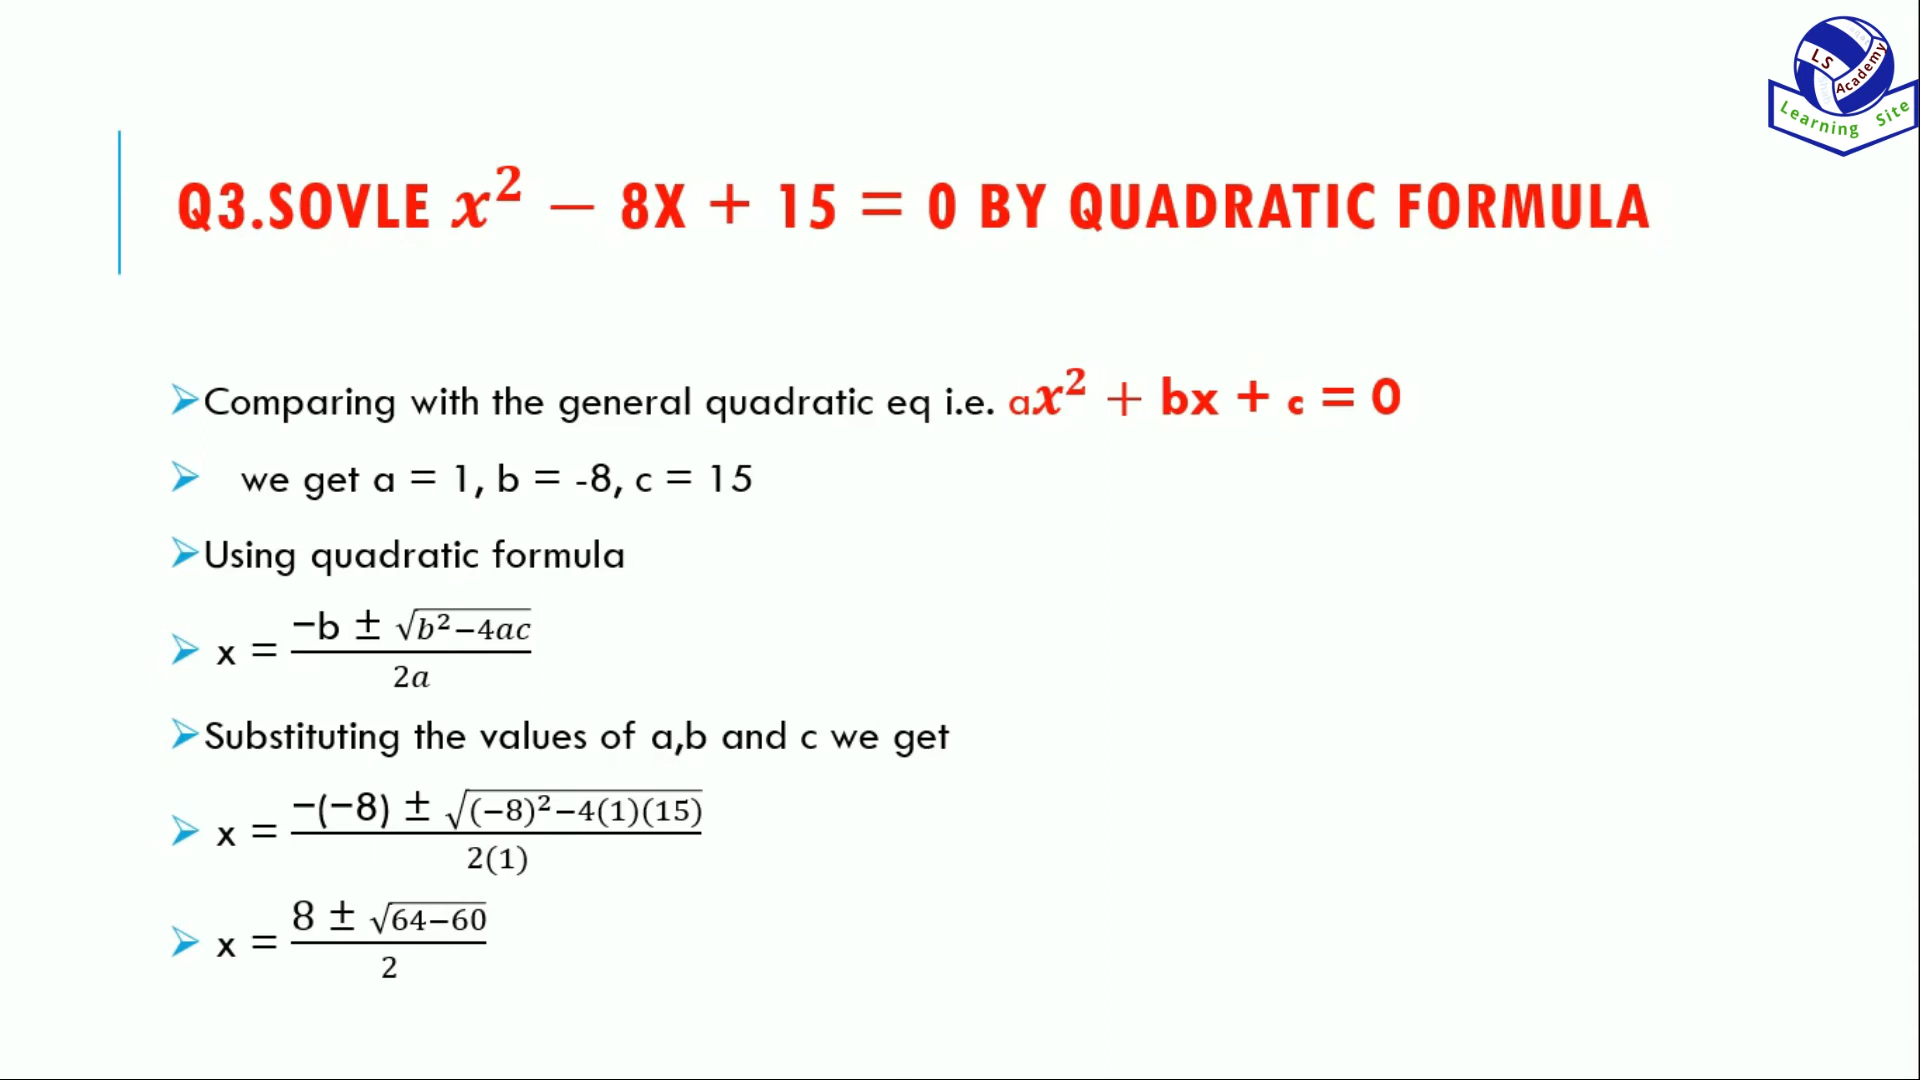 LS
Academy
Learning Site
Q3.SOVLE x² − 8X + 15 = 0 BY QUADRATIC FORMULA
➢Comparing with the general quadratic eq i.e. ax² + bx + c = 0
➢ we get a = 1, b = -8, c = 15
➢Using quadratic formula
➢ x = (−b ± √(b²−4ac)) / 2a
➢Substituting the values of a,b and c we get
➢ x = (−(−8) ± √((−8)²−4(1)(15))) / 2(1)
➢ x = (8 ± √(64−60)) / 2